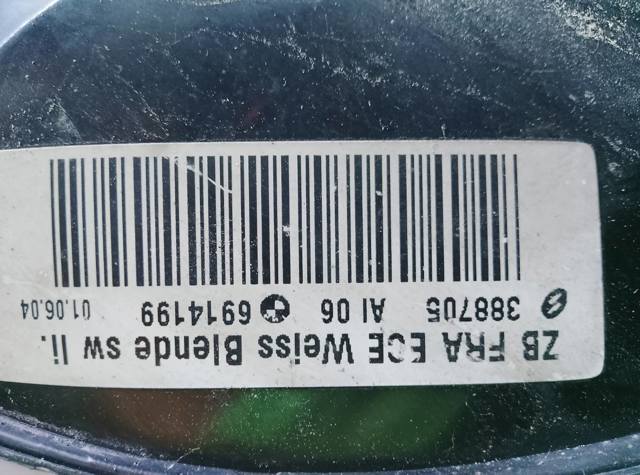 ZB FRA ECE Weiss Blende sw li.
388705 AI 06 6914199 01.06.04